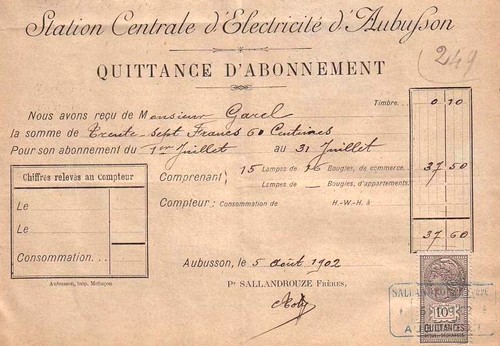 Station Centrale d'Electricité d'Aubusson
249
QUITTANCE D'ABONNEMENT
Timbre. 0 10
Nous avons reçu de Monsieur Garel
la somme de Trente-sept Francs 60 Centimes
Pour son abonnement du 1er Juillet au 31 Juillet
Comprenant 15 Lampes de 16 Bougies, de commerce. 37 50
Lampes de — Bougies, d'appartements.
Chiffres relevés au Compteur
Le
Le
Consommation
Compteur: Consommation de H.-W.-H. à
37 60
Aubusson, le 5 Août 1902
Aubusson, imp.
Pr SALLANDROUZE FRÈRES,
SALLANDROUZE
10c
QUITTANCES